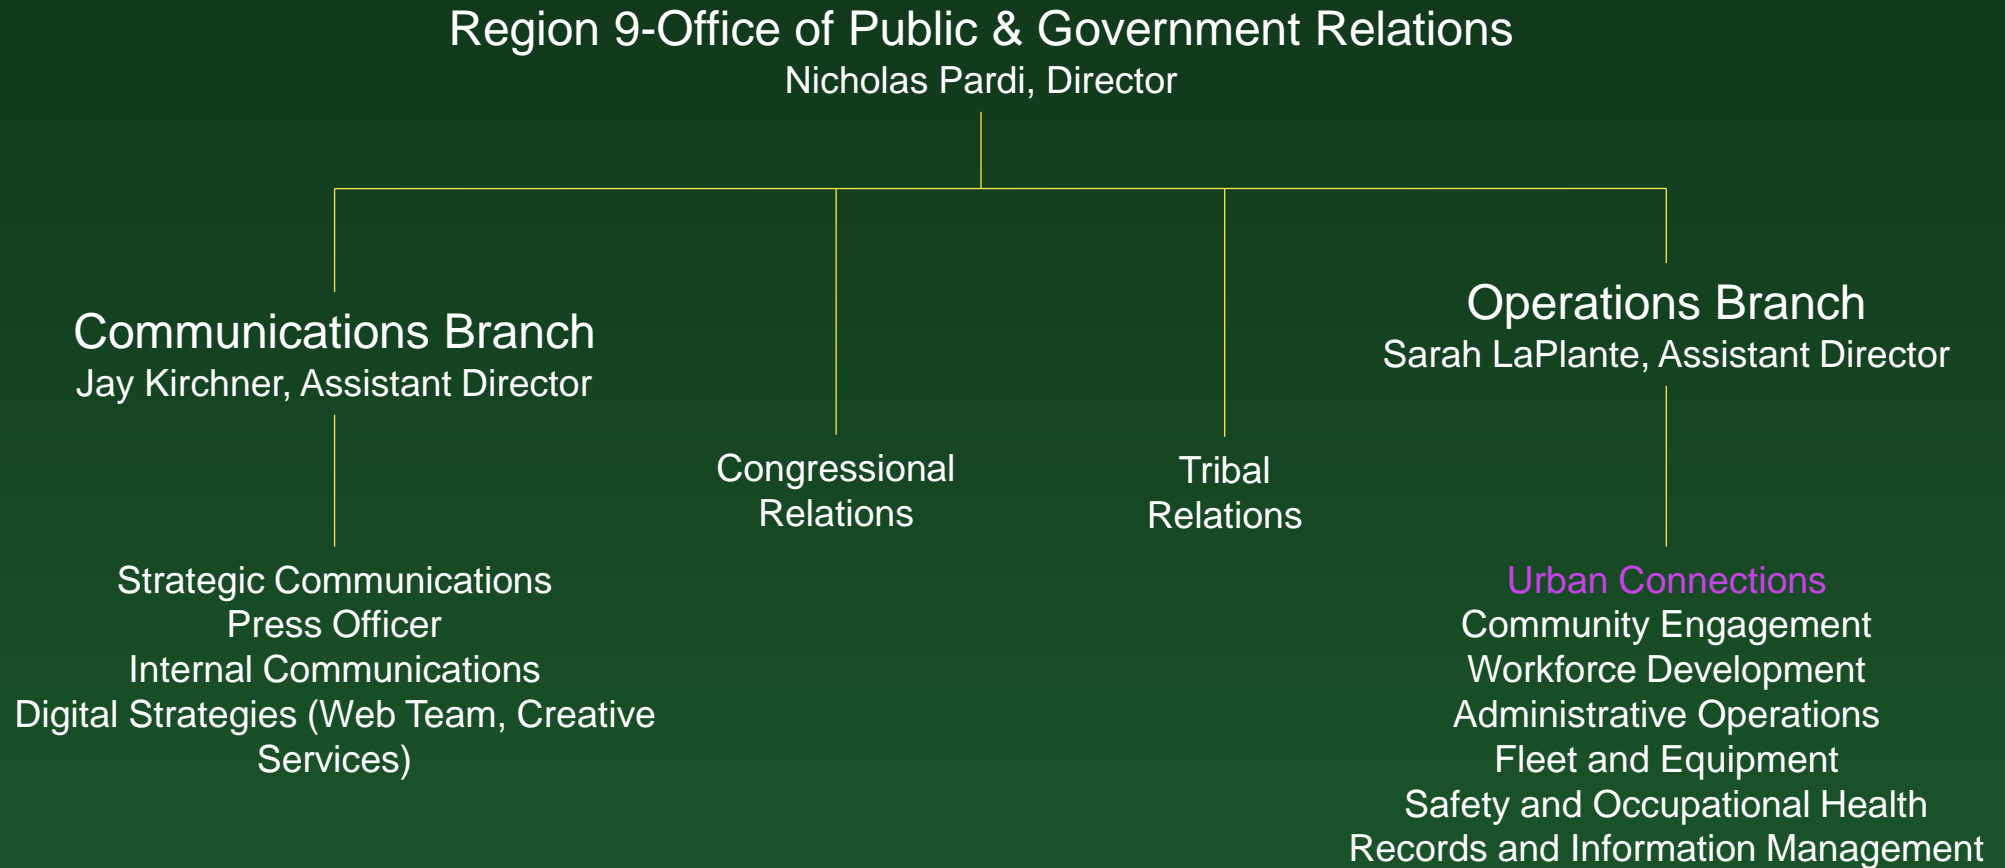 Region 9-Office of Public & Government Relations
Nicholas Pardi, Director
Communications Branch
Jay Kirchner, Assistant Director
Strategic Communications
Press Officer
Internal Communications
Digital Strategies (Web Team, Creative
Services)
Congressional
Relations
Tribal
Relations
Operations Branch
Sarah LaPlante, Assistant Director
Urban Connections
Community Engagement
Workforce Development
Administrative Operations
Fleet and Equipment
Safety and Occupational Health
Records and Information Management